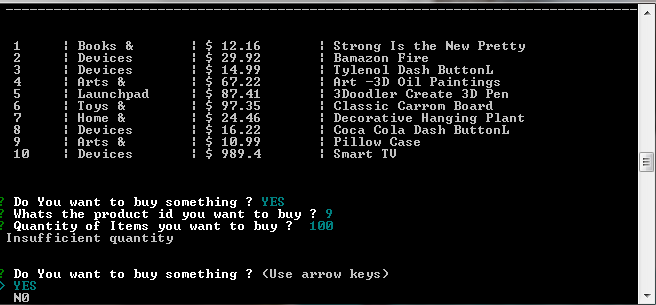 1 | Books & | $ 12.16 | Strong Is the New Pretty
2 | Devices | $ 29.92 | Bamazon Fire
3 | Devices | $ 14.99 | Tylenol Dash ButtonL
4 | Arts & | $ 67.22 | Art -3D Oil Paintings
5 | Launchpad | $ 87.41 | 3Doodler Create 3D Pen
6 | Toys & | $ 97.35 | Classic Carrom Board
7 | Home & | $ 24.46 | Decorative Hanging Plant
8 | Devices | $ 16.22 | Coca Cola Dash ButtonL
9 | Arts & | $ 10.99 | Pillow Case
10 | Devices | $ 989.4 | Smart TV
? Do You want to buy something ? YES
? Whats the product id you want to buy ? 9
? Quantity of Items you want to buy ? 100
Insufficient quantity
? Do You want to buy something ? (Use arrow keys)
> YES
NO